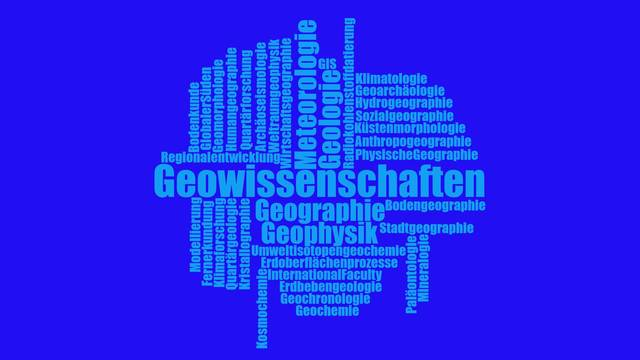 Bodenkunde
GlobalerSüden
Geomorphologie
Humangeographie
Quartärforschung
Archäoseismologie
Weltraumgeophysik
Wirtschaftsgeographie
Meteorologie
GIS
Geologie
Radiokohlenstoffdatierung
Klimatologie
Geoarchäologie
Hydrogeographie
Sozialgeographie
Küstenmorphologie
Anthropogeographie
PhysischeGeographie
Regionalentwicklung
Geowissenschaften
Modellierung
Fernerkundung
Klimaforschung
Quartärgeologie
Kristallographie
Geographie
Bodengeographie
Geophysik
Stadtgeographie
Umweltisotopengeochemie
Erdoberflächenprozesse
InternationalFaculty
Erdbebengeologie
Geochronologie
Geochemie
Kosmochemie
Paläontologie
Mineralogie